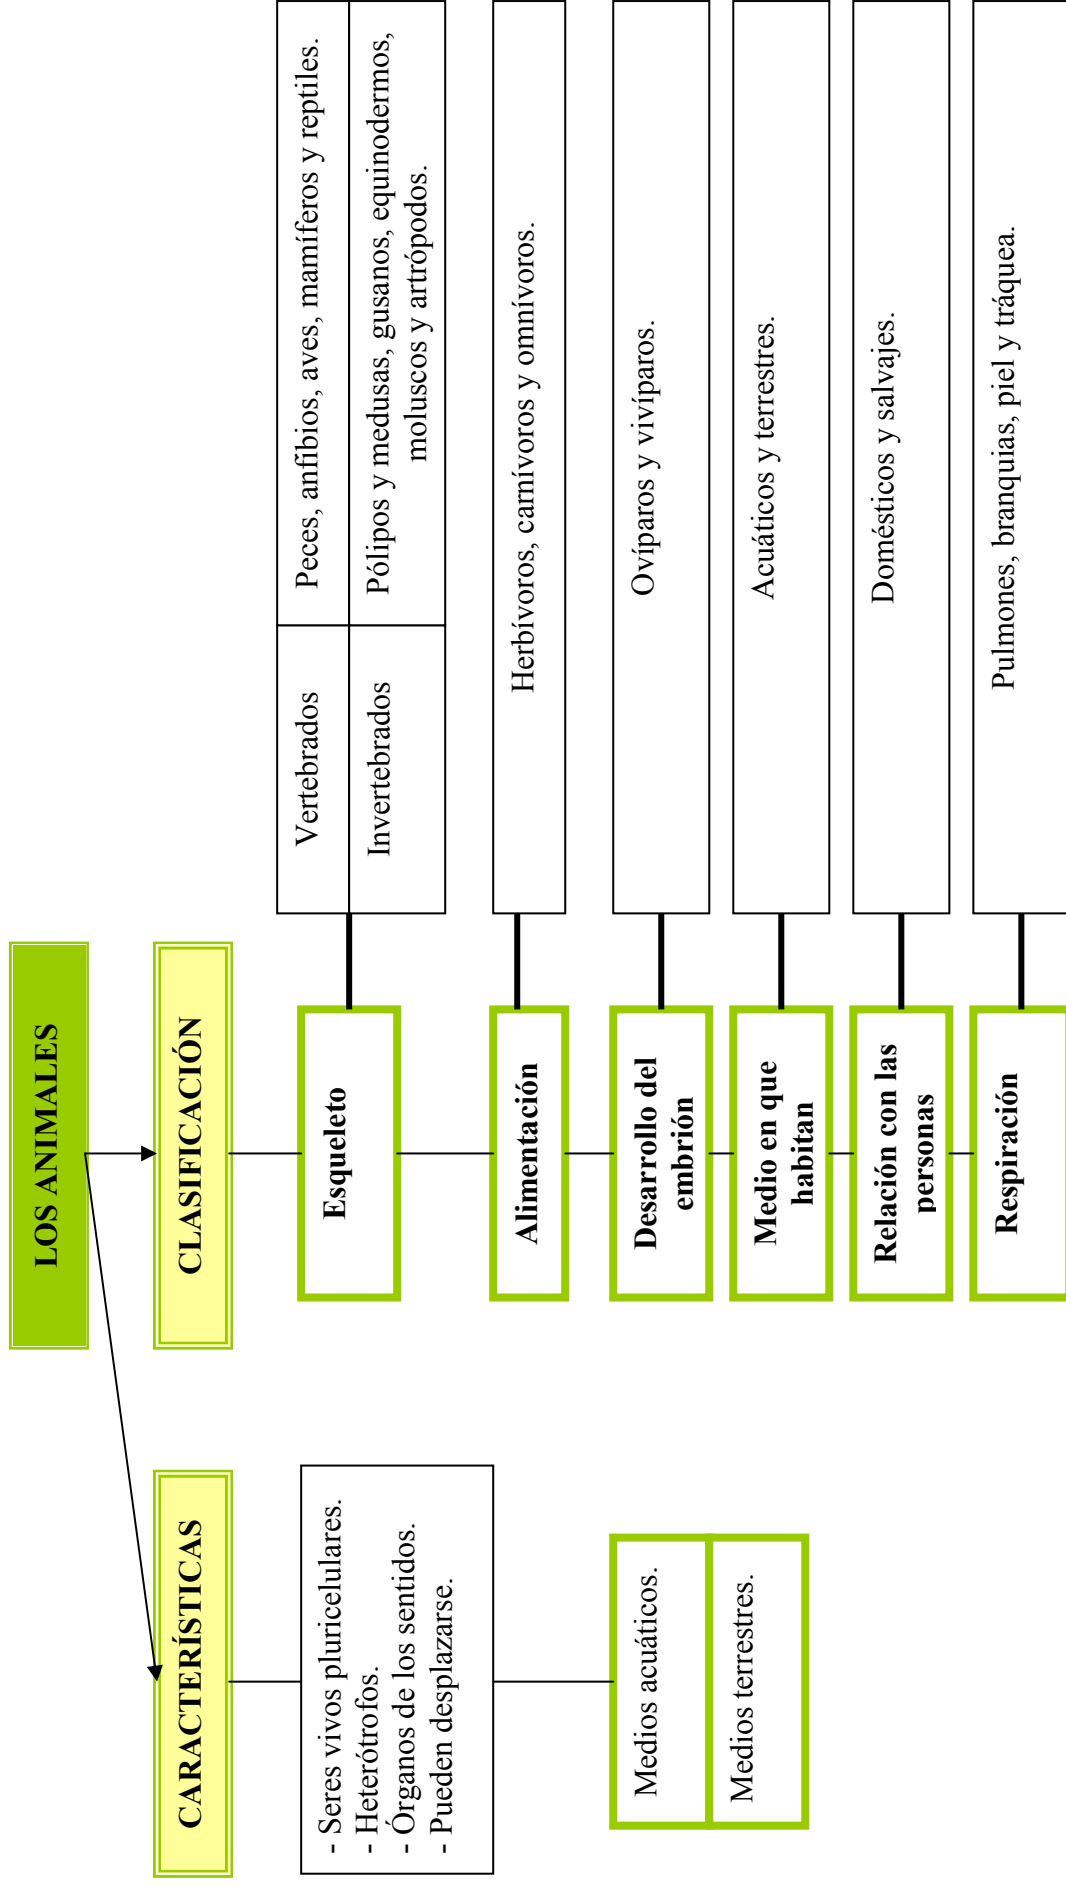 LOS ANIMALES
CARACTERÍSTICAS
- Seres vivos pluricelulares.
- Heterótrofos.
- Órganos de los sentidos.
- Pueden desplazarse.
Medios acuáticos.
Medios terrestres.
CLASIFICACIÓN
Esqueleto
Vertebrados
Peces, anfibios, aves, mamíferos y reptiles.
Invertebrados
Pólipos y medusas, gusanos, equinodermos,
moluscos y artrópodos.
Alimentación
Herbívoros, carnívoros y omnívoros.
Desarrollo del
embrión
Ovíparos y vivíparos.
Medio en que
habitan
Acuáticos y terrestres.
Relación con las
personas
Domésticos y salvajes.
Respiración
Pulmones, branquias, piel y tráquea.